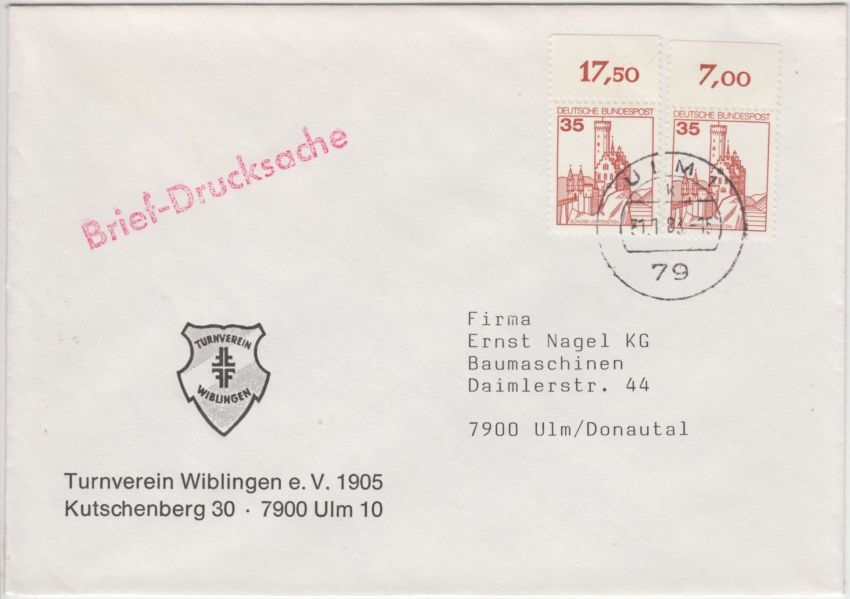 17,50 7,00
DEUTSCHE BUNDESPOST DEUTSCHE BUNDESPOST
35 35
Brief-Drucksache
ULM
79
TURNVEREIN
WIBLINGEN
Firma
Ernst Nagel KG
Baumaschinen
Daimlerstr. 44
7900 Ulm/Donautal
Turnverein Wiblingen e. V. 1905
Kutschenberg 30 · 7900 Ulm 10